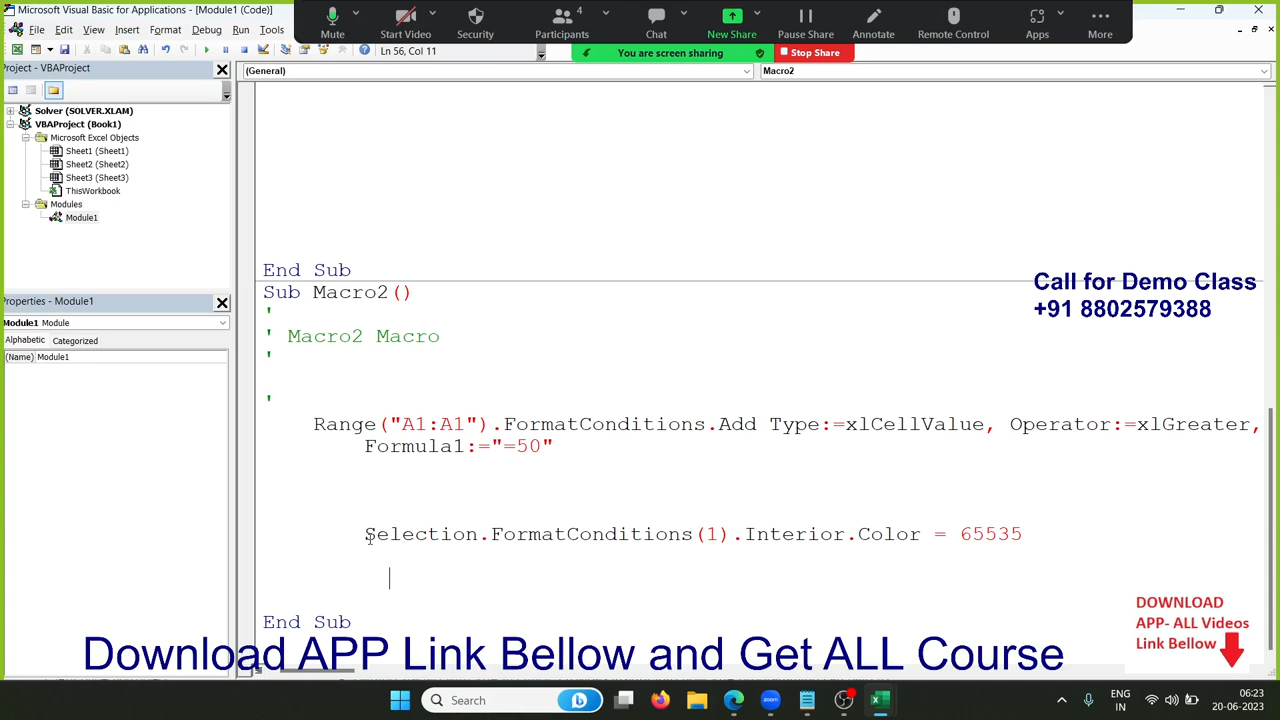 Microsoft Visual Basic for Applications - [Module1 (Code)]
Mute
Start Video
Security
4
Participants
Chat
New Share
Pause Share
Annotate
Remote Control
Apps
More
You are screen sharing
Stop Share
File Edit View Insert Format Debug Run Tools
Ln 56, Col 11
Project - VBAProject
(General)
Macro2
Solver (SOLVER.XLAM)
VBAProject (Book1)
Microsoft Excel Objects
Sheet1 (Sheet1)
Sheet2 (Sheet2)
Sheet3 (Sheet3)
ThisWorkbook
Modules
Module1
Properties - Module1
Module1 Module
Alphabetic Categorized
(Name) Module1
End Sub
Sub Macro2()
'
' Macro2 Macro
'
'
Range("A1:A1").FormatConditions.Add Type:=xlCellValue, Operator:=xlGreater,
Formula1:="=50"
Selection.FormatConditions(1).Interior.Color = 65535
End Sub
Call for Demo Class
+91 8802579388
DOWNLOAD
APP- ALL Videos
Link Bellow
Download APP Link Bellow and Get ALL Course
Search
ENG
IN
06:23
20-06-2023